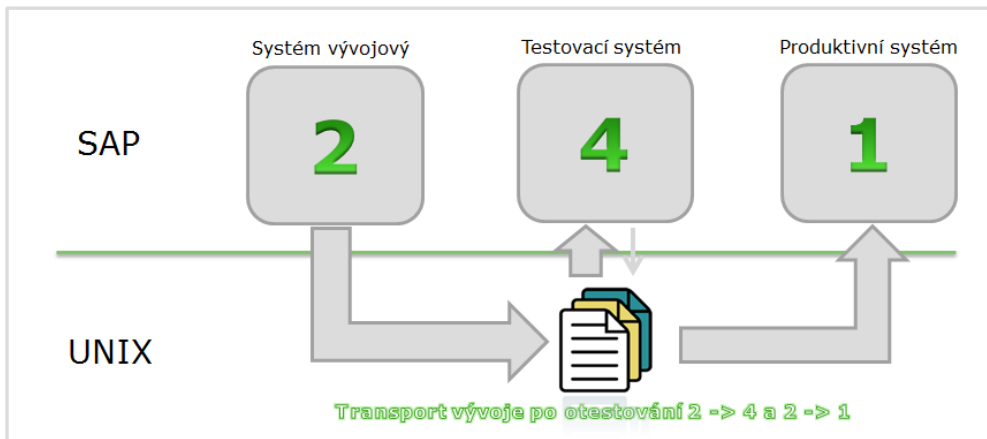 Systém vývojový
Testovací systém
Produktivní systém
SAP
2
4
1
UNIX
Transport vývoje po otestování 2 -> 4 a 2 -> 1